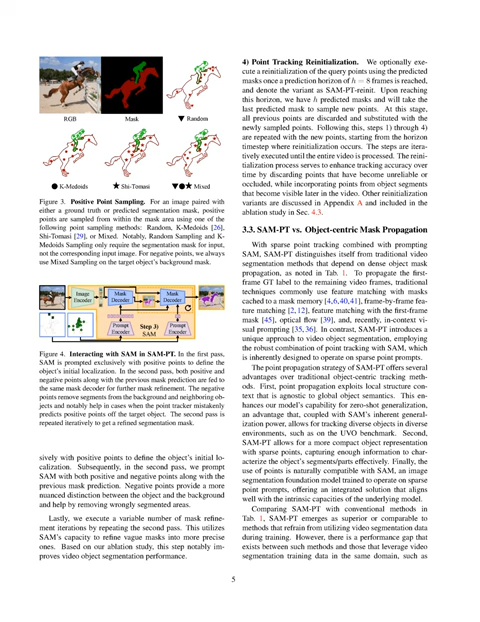 RGB
Mask
Random
K-Medoids
Shi-Tomasi
Mixed
Figure 3. Positive Point Sampling. For an image paired with
either a ground truth or predicted segmentation mask, positive
points are sampled from within the mask area using one of the
following point sampling methods: Random, K-Medoids [26],
Shi-Tomasi [29], or Mixed. Notably, Random Sampling and K-
Medoids Sampling only require the segmentation mask for input,
not the corresponding input image. For negative points, we always
use Mixed Sampling on the target object's background mask.
Image
Encoder
Mask
Decoder
Mask
Decoder
Prompt
Encoder
Step 3)
SAM
Prompt
Encoder
Figure 4. Interacting with SAM in SAM-PT. In the first pass,
SAM is prompted exclusively with positive points to define the
object's initial localization. In the second pass, both positive and
negative points along with the previous mask prediction are fed to
the same mask decoder for further mask refinement. The negative
points remove segments from the background and neighboring ob-
jects and notably help in cases when the point tracker mistakenly
predicts positive points off the target object. The second pass is
repeated iteratively to get a refined segmentation mask.
sively with positive points to define the object's initial lo-
calization. Subsequently, in the second pass, we prompt
SAM with both positive and negative points along with the
previous mask prediction. Negative points provide a more
nuanced distinction between the object and the background
and help by removing wrongly segmented areas.
Lastly, we execute a variable number of mask refine-
ment iterations by repeating the second pass. This utilizes
SAM's capacity to refine vague masks into more precise
ones. Based on our ablation study, this step notably im-
proves video object segmentation performance.
4) Point Tracking Reinitialization. We optionally exe-
cute a reinitialization of the query points using the predicted
masks once a prediction horizon of h = 8 frames is reached,
and denote the variant as SAM-PT-reinit. Upon reaching
this horizon, we have h predicted masks and will take the
last predicted mask to sample new points. At this stage,
all previous points are discarded and substituted with the
newly sampled points. Following this, steps 1) through 4)
are repeated with the new points, starting from the horizon
timestep where reinitialization occurs. The steps are itera-
tively executed until the entire video is processed. The reini-
tialization process serves to enhance tracking accuracy over
time by discarding points that have become unreliable or
occluded, while incorporating points from object segments
that become visible later in the video. Other reinitialization
variants are discussed in Appendix A and included in the
ablation study in Sec. 4.3.
3.3. SAM-PT vs. Object-centric Mask Propagation
With sparse point tracking combined with prompting
SAM, SAM-PT distinguishes itself from traditional video
segmentation methods that depend on dense object mask
propagation, as noted in Tab. 1. To propagate the first-
frame GT label to the remaining video frames, traditional
techniques commonly use feature matching with masks
cached to a mask memory [4,6,40,41], frame-by-frame fea-
ture matching [2,12], feature matching with the first-frame
mask [45], optical flow [39], and, recently, in-context vi-
sual prompting [35, 36]. In contrast, SAM-PT introduces a
unique approach to video object segmentation, employing
the robust combination of point tracking with SAM, which
is inherently designed to operate on sparse point prompts.
The point propagation strategy of SAM-PT offers several
advantages over traditional object-centric tracking meth-
ods. First, point propagation exploits local structure con-
text that is agnostic to global object semantics. This en-
hances our model's capability for zero-shot generalization,
an advantage that, coupled with SAM's inherent general-
ization power, allows for tracking diverse objects in diverse
environments, such as on the UVO benchmark. Second,
SAM-PT allows for a more compact object representation
with sparse points, capturing enough information to char-
acterize the object's segments/parts effectively. Finally, the
use of points is naturally compatible with SAM, an image
segmentation foundation model trained to operate on sparse
point prompts, offering an integrated solution that aligns
well with the intrinsic capacities of the underlying model.
Comparing SAM-PT with conventional methods in
Tab. 1, SAM-PT emerges as superior or comparable to
methods that refrain from utilizing video segmentation data
during training. However, there is a performance gap that
exists between such methods and those that leverage video
segmentation training data in the same domain, such as
5